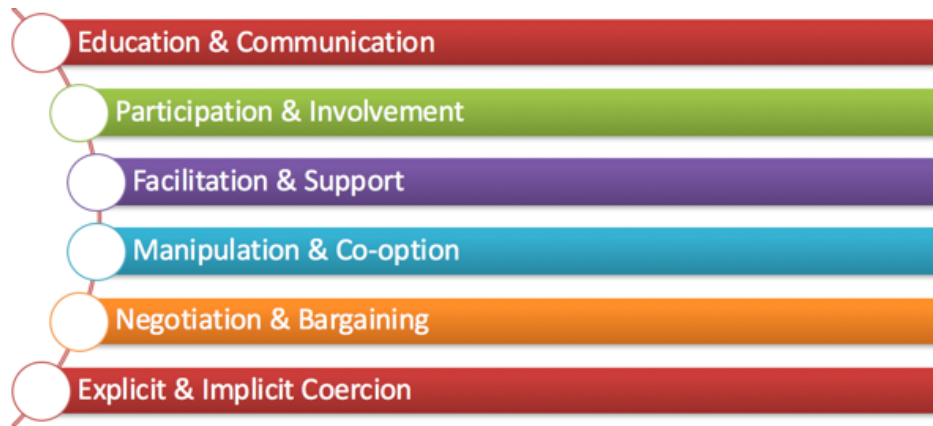 Education & Communication
Participation & Involvement
Facilitation & Support
Manipulation & Co-option
Negotiation & Bargaining
Explicit & Implicit Coercion